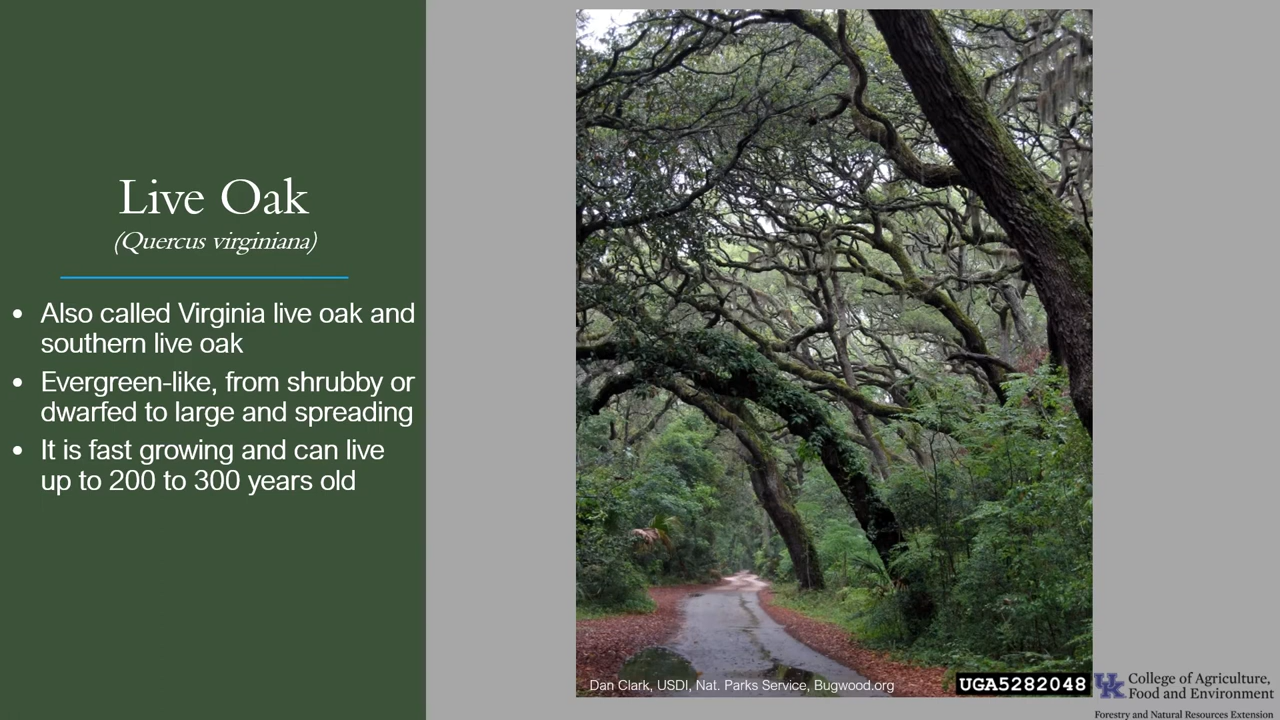 Live Oak
(Quercus virginiana)
• Also called Virginia live oak and
southern live oak
• Evergreen-like, from shrubby or
dwarfed to large and spreading
• It is fast growing and can live
up to 200 to 300 years old
Dan Clark, USDI, Nat. Parks Service, Bugwood.org
UGA5282048
UK
College of Agriculture,
Food and Environment
Forestry and Natural Resources Extension